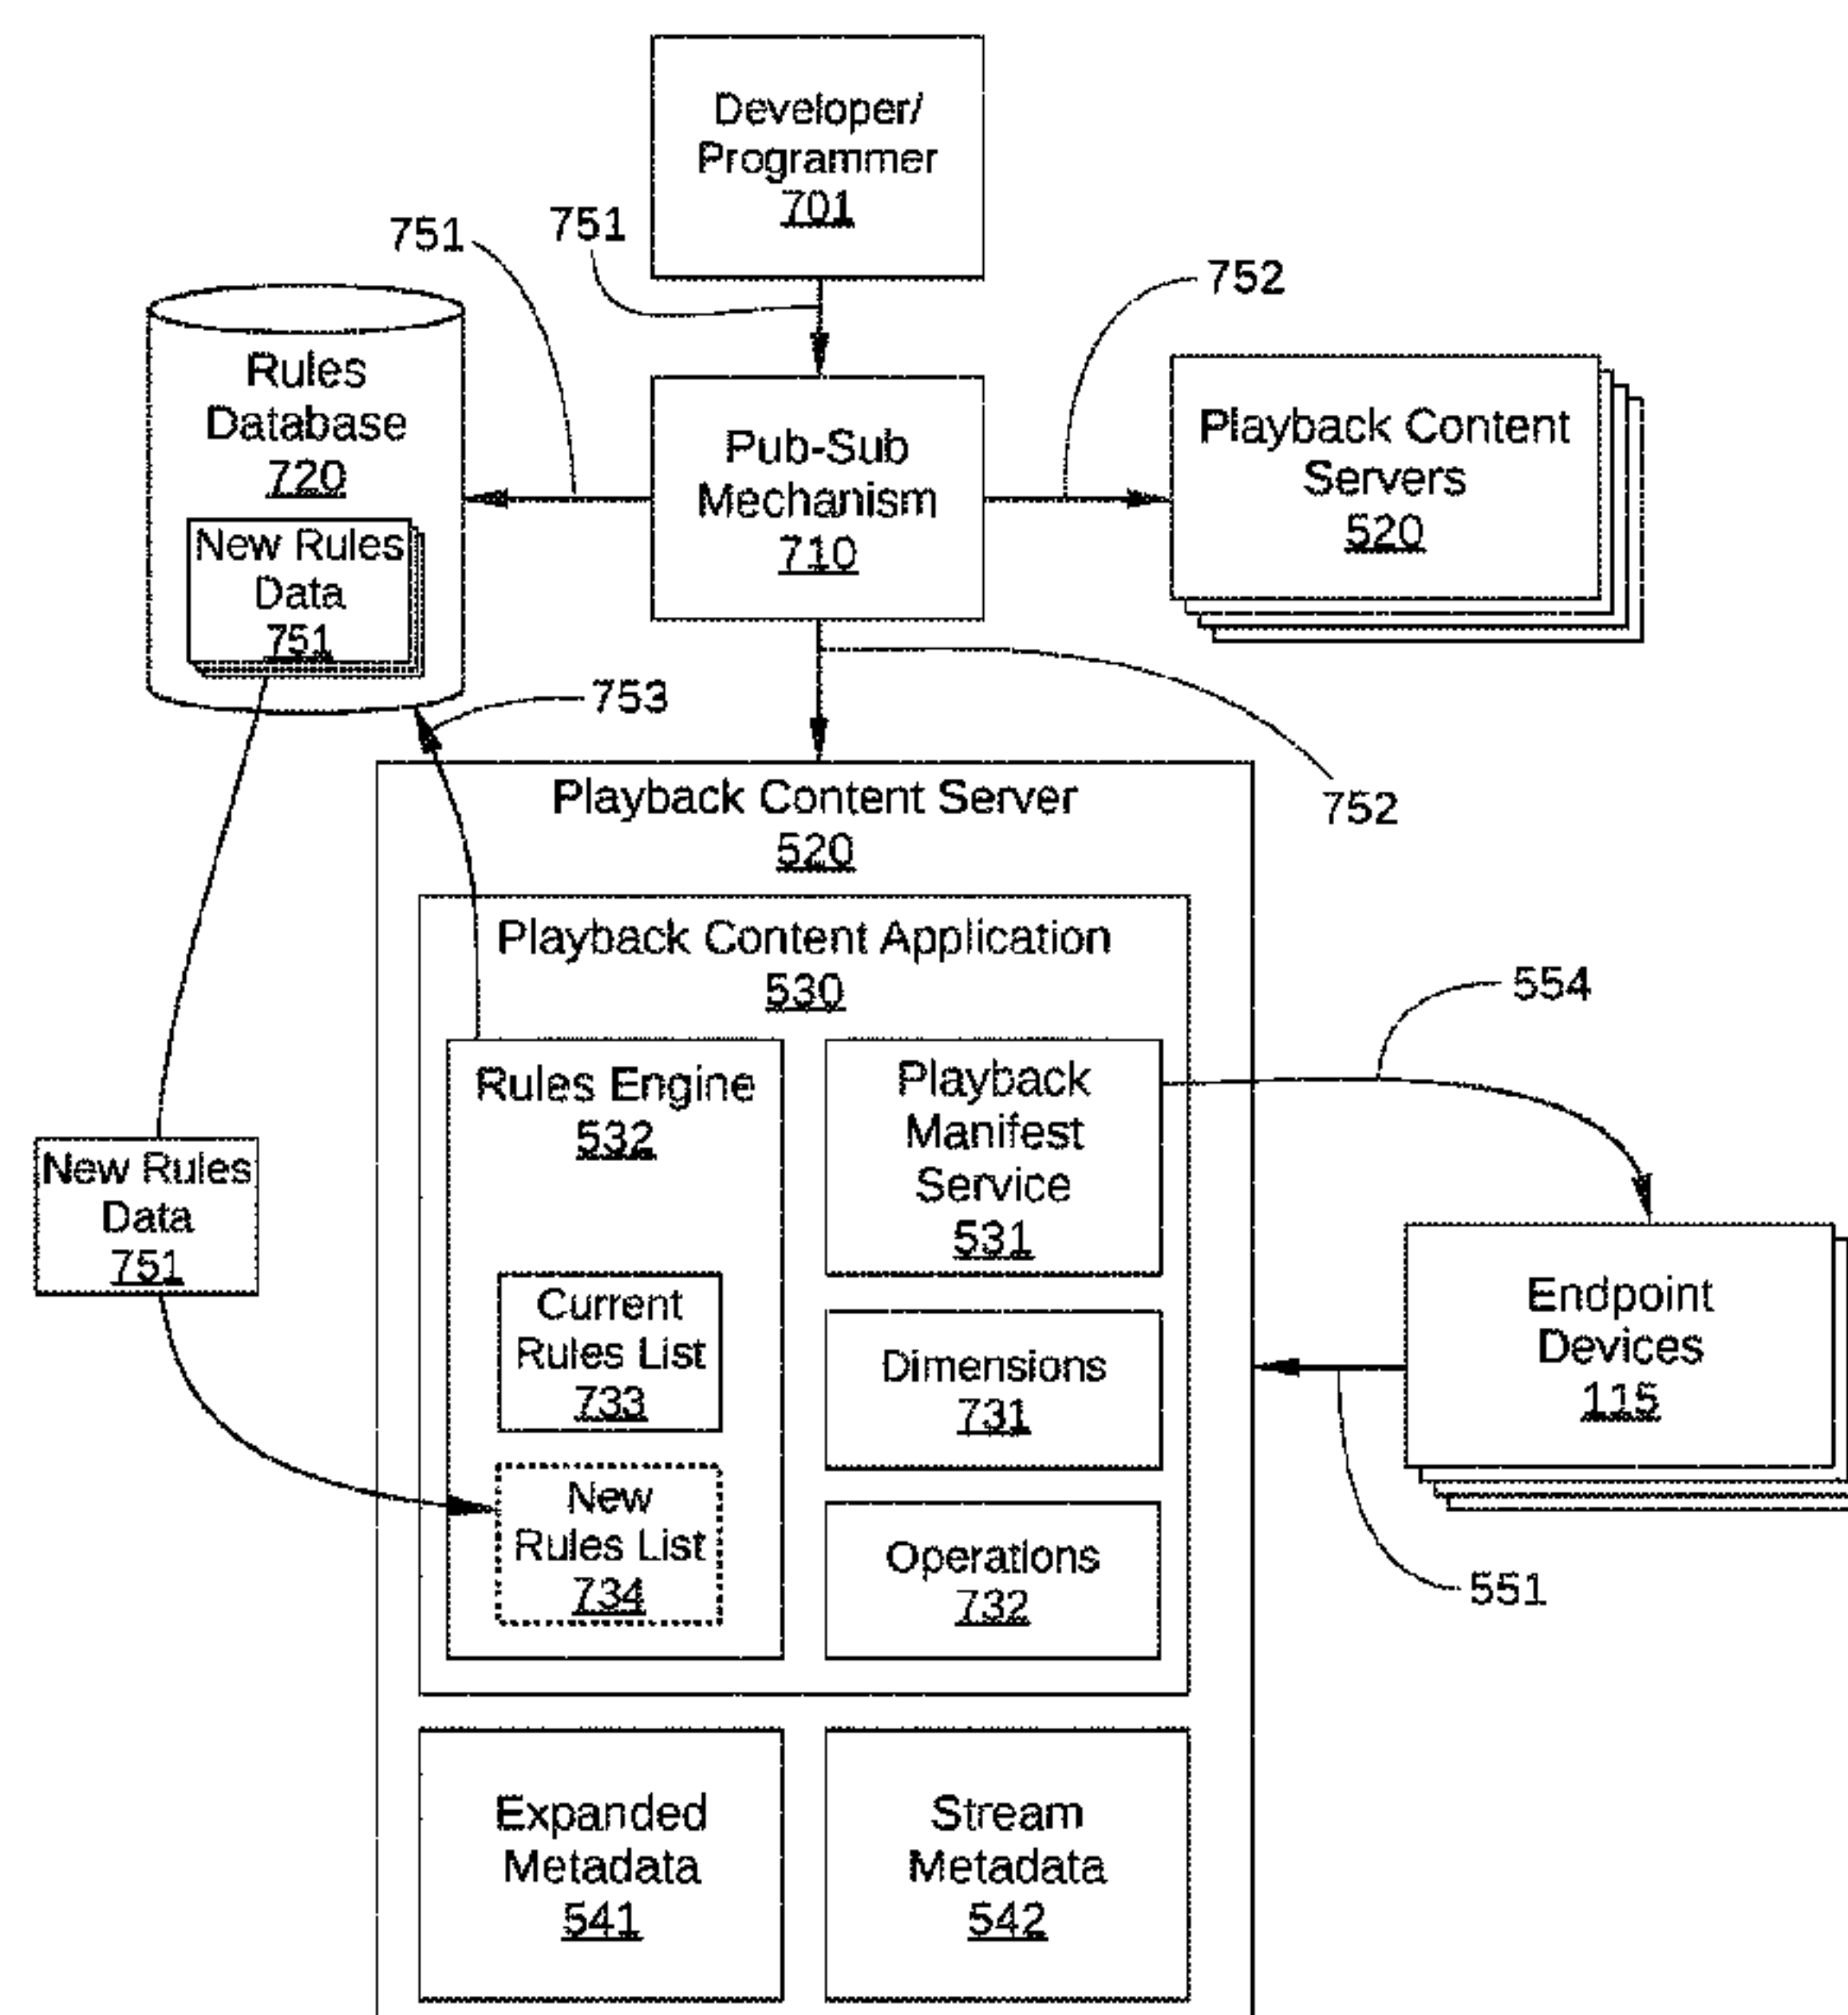 Developer/
Programmer
701
751
751
752
Rules
Database
720
New Rules
Data
751
Pub-Sub
Mechanism
710
Playback Content
Servers
520
753
752
Playback Content Server
520
Playback Content Application
530
554
Rules Engine
532
Playback
Manifest
Service
531
New Rules
Data
751
Current
Rules List
733
Dimensions
731
Endpoint
Devices
115
New
Rules List
734
Operations
732
551
Expanded
Metadata
541
Stream
Metadata
542